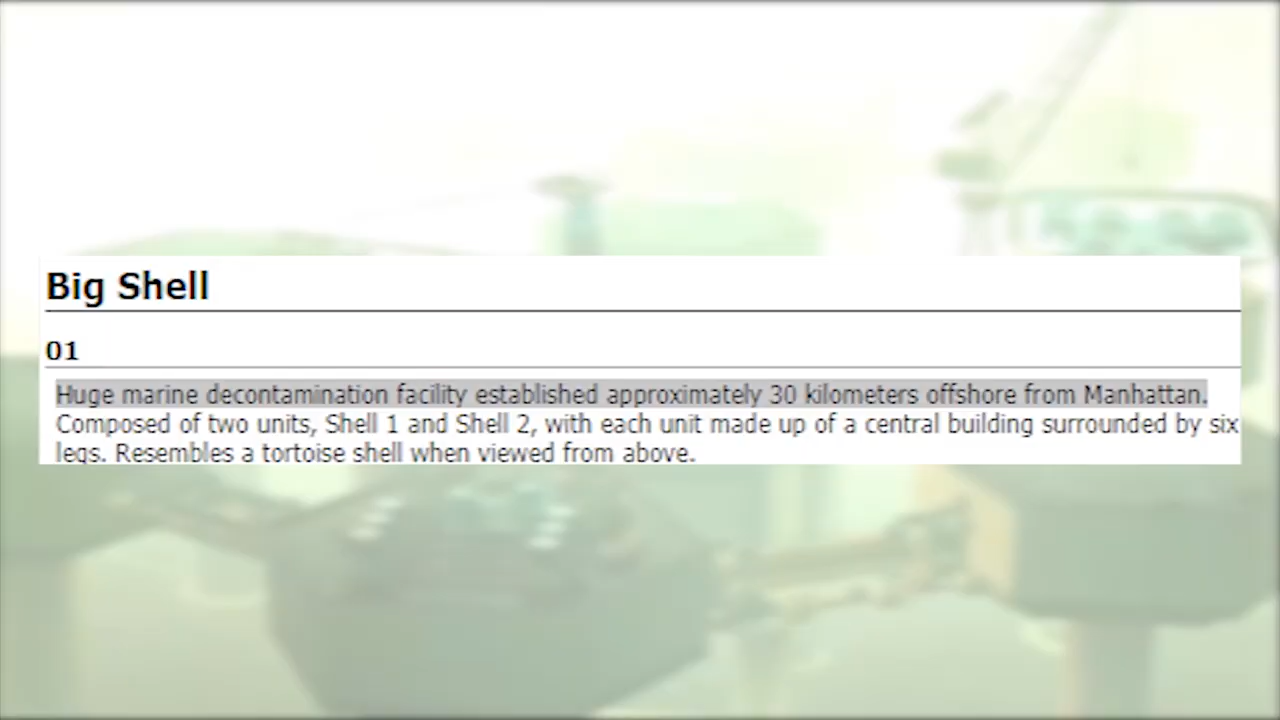 Big Shell
01
Huge marine decontamination facility established approximately 30 kilometers offshore from Manhattan.
Composed of two units, Shell 1 and Shell 2, with each unit made up of a central building surrounded by six
legs. Resembles a tortoise shell when viewed from above.